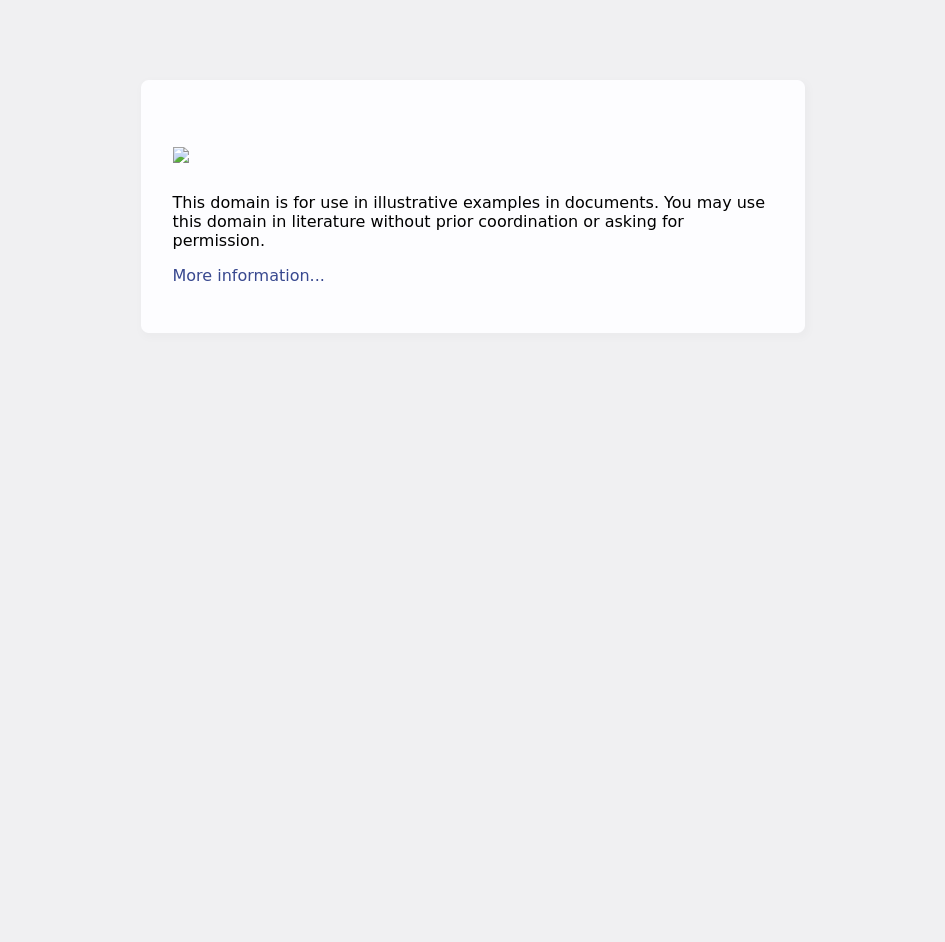 This domain is for use in illustrative examples in documents. You may use
this domain in literature without prior coordination or asking for
permission.
More information...